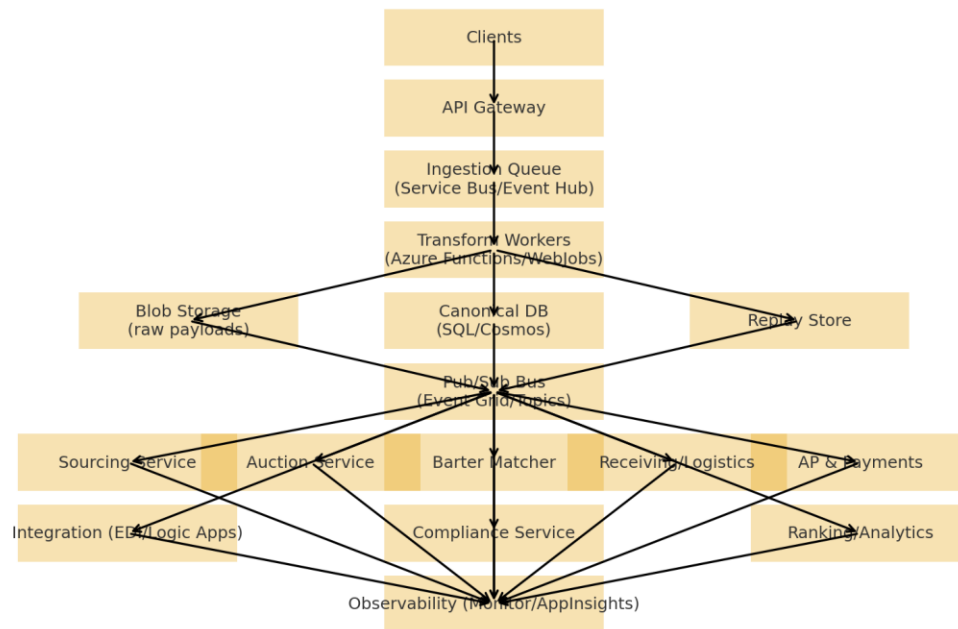 Clients
API Gateway
Ingestion Queue
(Service Bus/Event Hub)
Transform Workers
(Azure Functions/WebJobs)
Blob Storage
(raw payloads)
Canonical DB
(SQL/Cosmos)
Replay Store
Pub/Sub Bus
(Event Grid/Topics)
Sourcing Service
Auction Service
Barter Matcher
Receiving/Logistics
AP & Payments
Integration (EDI/Logic Apps)
Compliance Service
Ranking/Analytics
Observability (Monitor/AppInsights)